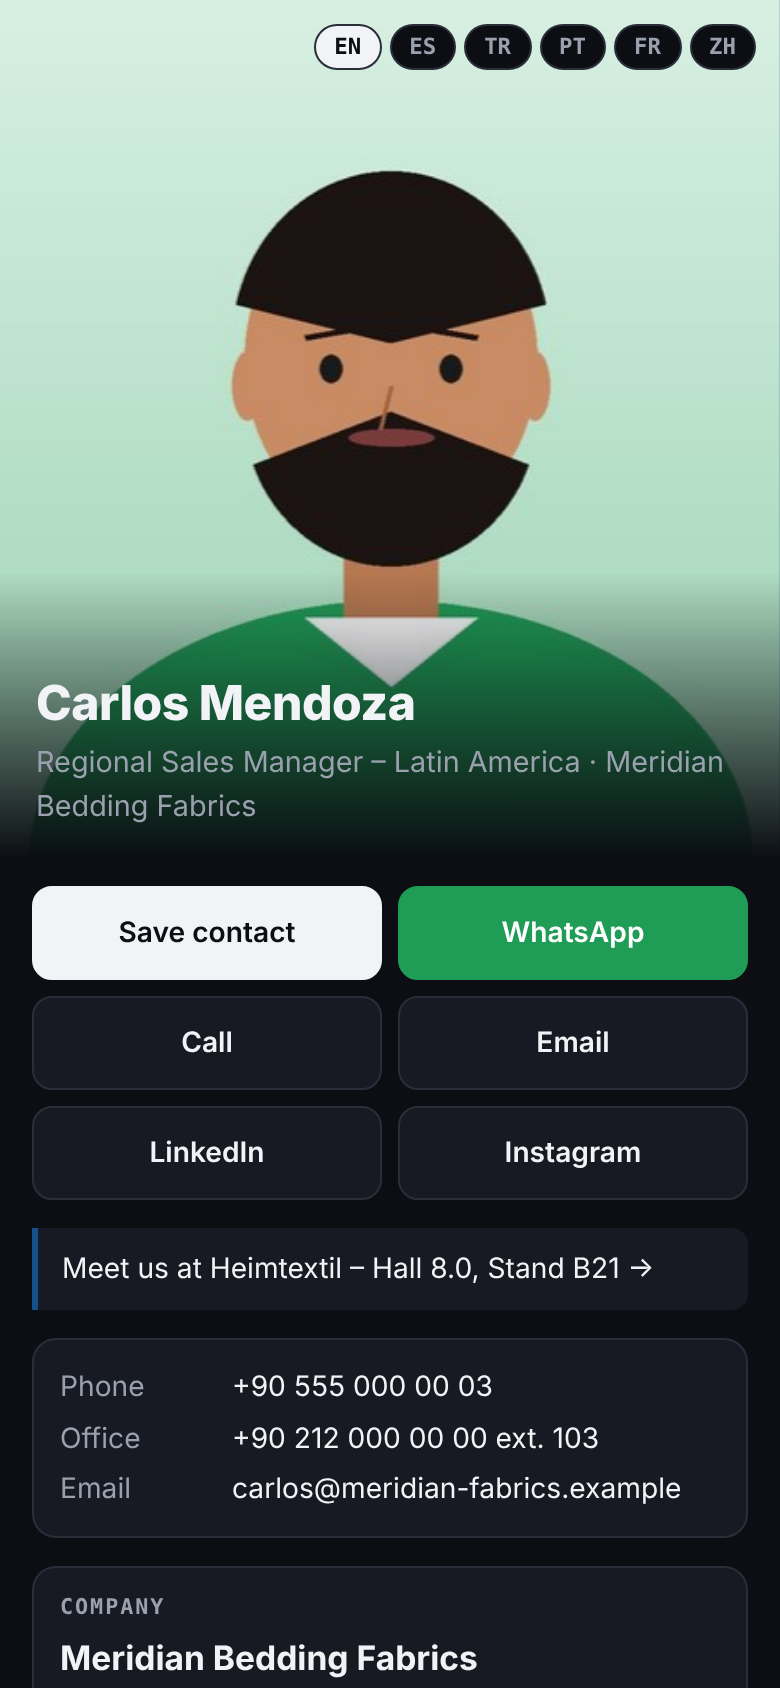 EN ES TR PT FR ZH
Carlos Mendoza
Regional Sales Manager – Latin America · Meridian
Bedding Fabrics
Save contact WhatsApp
Call Email
LinkedIn Instagram
Meet us at Heimtextil – Hall 8.0, Stand B21 →
Phone +90 555 000 00 03
Office +90 212 000 00 00 ext. 103
Email carlos@meridian-fabrics.example
COMPANY
Meridian Bedding Fabrics